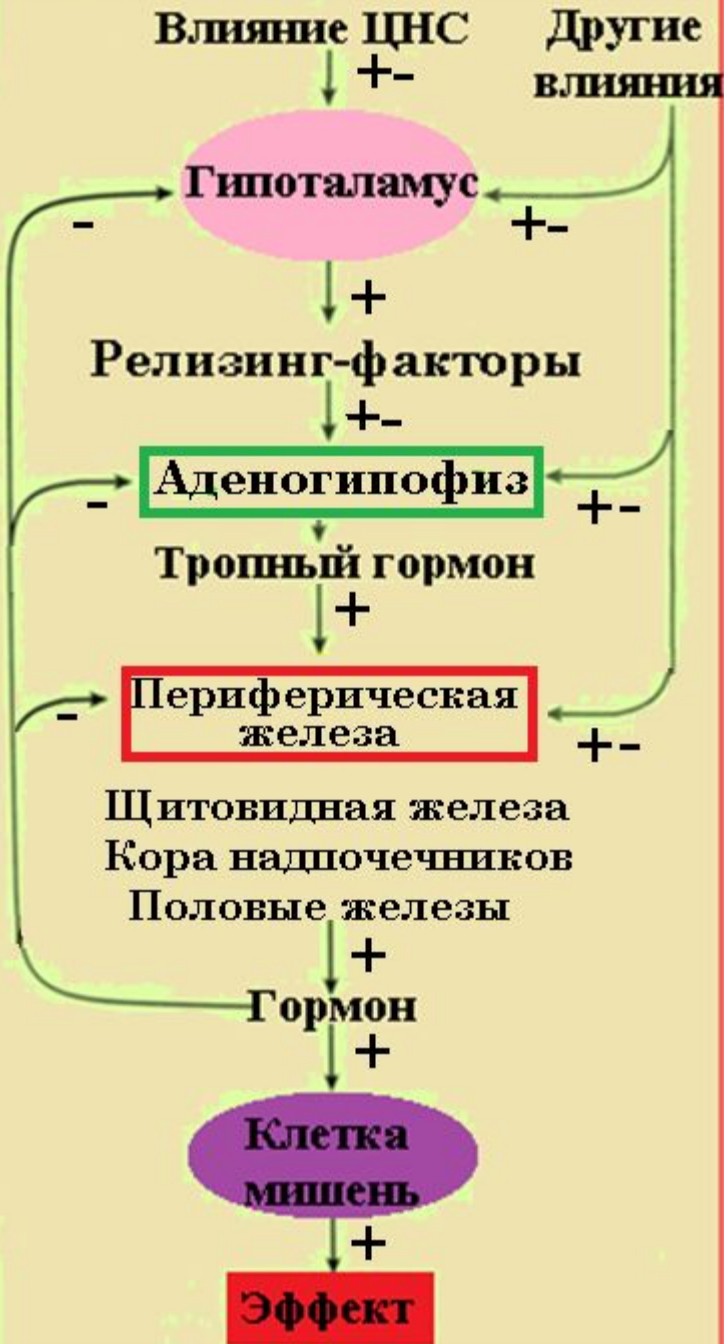 Влияние ЦНС
Другие
влияния
+-
Гипоталамус
-
+-
+
Релизинг-факторы
+-
Аденогипофиз
-
+-
Тропный гормон
+
Периферическая
железа
-
+-
Щитовидная железа
Кора надпочечников
Половые железы
+
Гормон
+
Клетка
мишень
+
Эффект